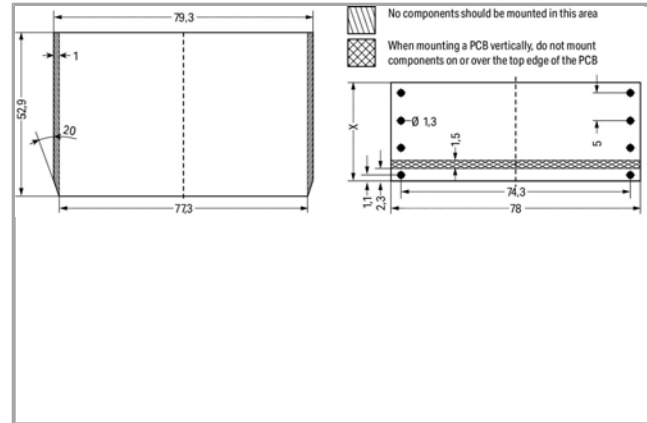 79,3
No components should be mounted in this area
When mounting a PCB vertically, do not mount
components on or over the top edge of the PCB
1
52,9
20
77,3
X
Ø 1,3
1,5
5
1,1
2,3
74,3
78